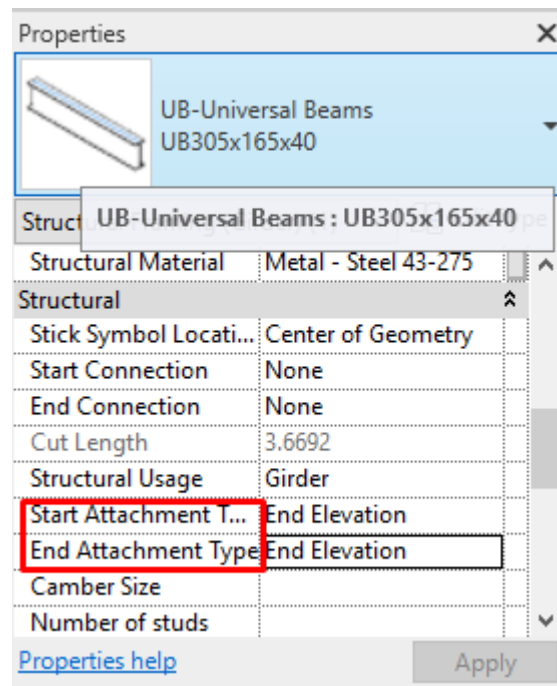 Properties
UB-Universal Beams
UB305x165x40
Struct
UB-Universal Beams : UB305x165x40
Structural Material Metal - Steel 43-275
Structural
Stick Symbol Locati... Center of Geometry
Start Connection None
End Connection None
Cut Length 3.6692
Structural Usage Girder
Start Attachment T... End Elevation
End Attachment Type End Elevation
Camber Size
Number of studs
Properties help Apply